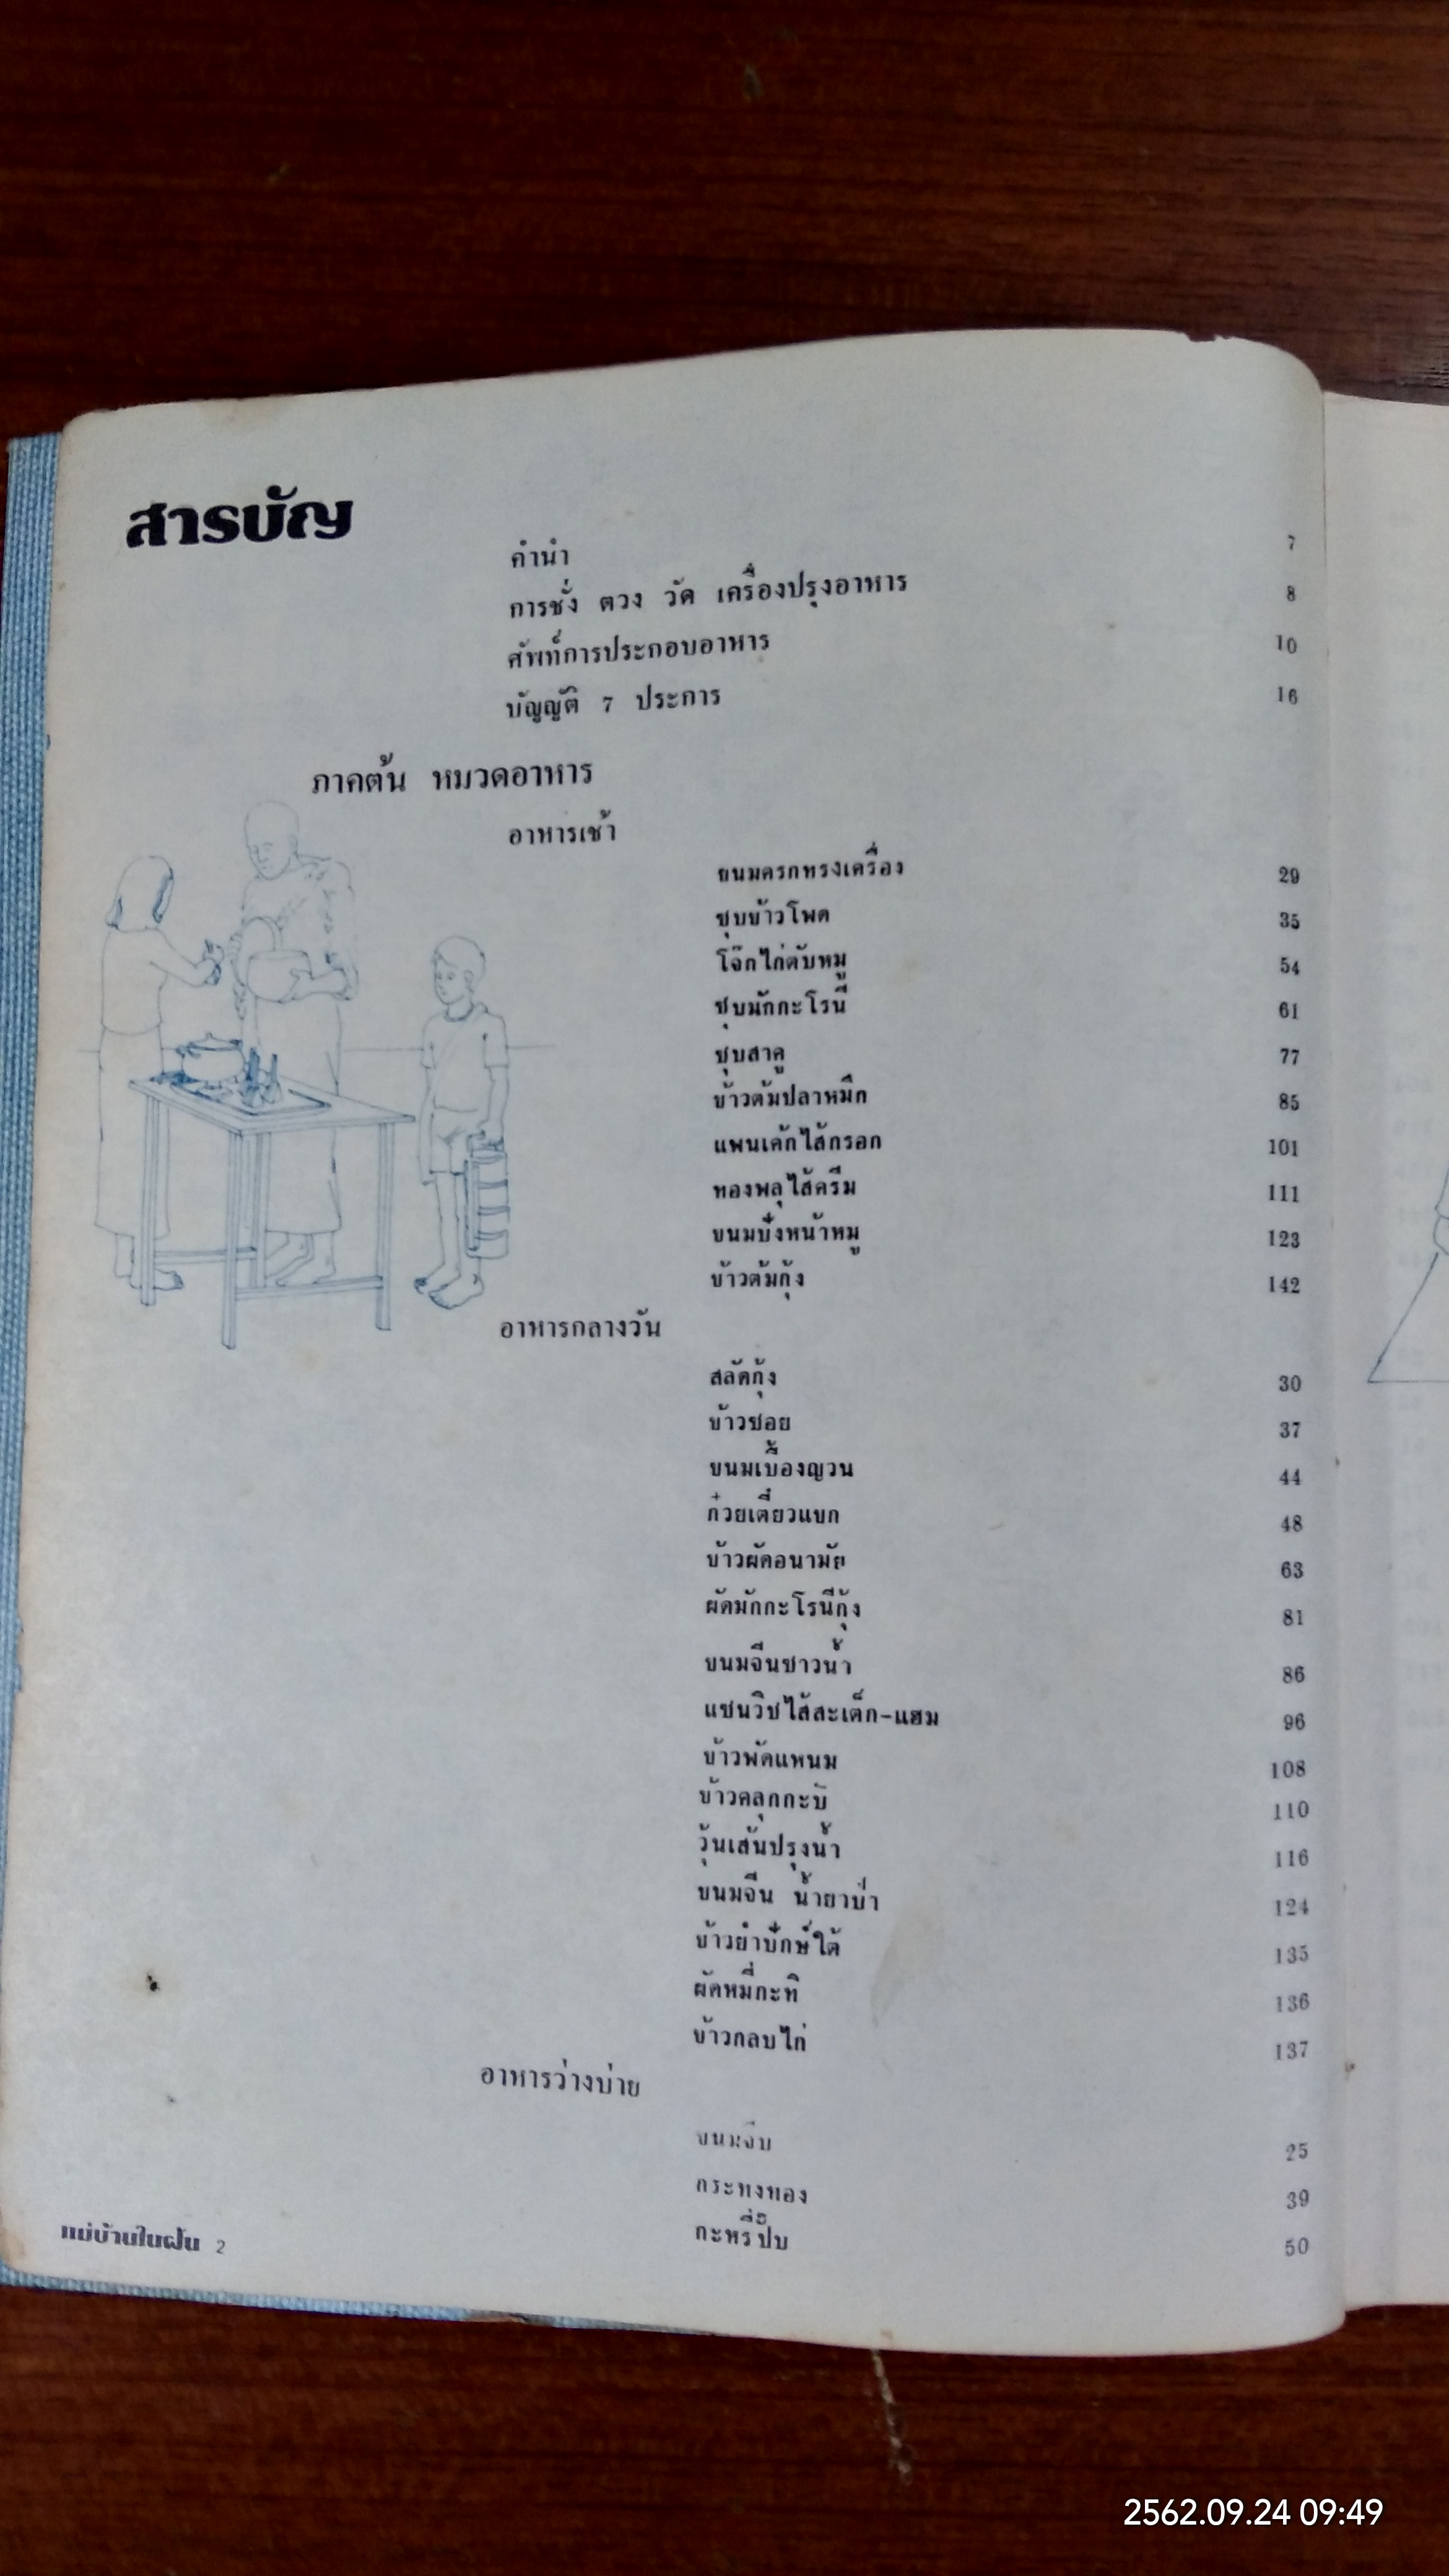 สารบัญ
คำนำ 7
การชั่ง ตวง วัด เครื่องปรุงอาหาร 8
ศัพท์การประกอบอาหาร 10
บัญญัติ 7 ประการ 16
ภาคต้น หมวดอาหาร
อาหารเช้า
ขนมครกทรงเครื่อง 29
ซุบข้าวโพด 35
โจ๊กไก่ตับหมู 54
ซุบมักกะโรนี 61
ซุบสาคู 77
ข้าวต้มปลาหมึก 85
แพนเค้กไส้กรอก 101
ทองพลุไส้ครีม 111
ขนมปังหน้าหมู 123
ข้าวต้มกุ้ง 142
อาหารกลางวัน
สลัดกุ้ง 30
ข้าวซอย 37
ขนมเบื้องญวน 44
ก๋วยเตี๋ยวแขก 48
ข้าวผัดอนามัย 63
ผัดมักกะโรนีกุ้ง 81
ขนมจีนซาวน้ำ 86
แซนวิชไส้สะเต็ก-แฮม 96
ข้าวพัดแหนม 108
ข้าวคลุกกะปิ 110
วุ้นเส้นปรุงน้ำ 116
ขนมจีน น้ำยาป่า 124
ข้าวยำปักษ์ใต้ 135
ผัดหมี่กะทิ 136
ข้าวกลบไก่ 137
อาหารว่างบ่าย
ขนมจีบ 25
กระทงทอง 39
กะหรี่ปั๊บ 50
แม่บ้านในฝัน 2
2562.09.24 09:49